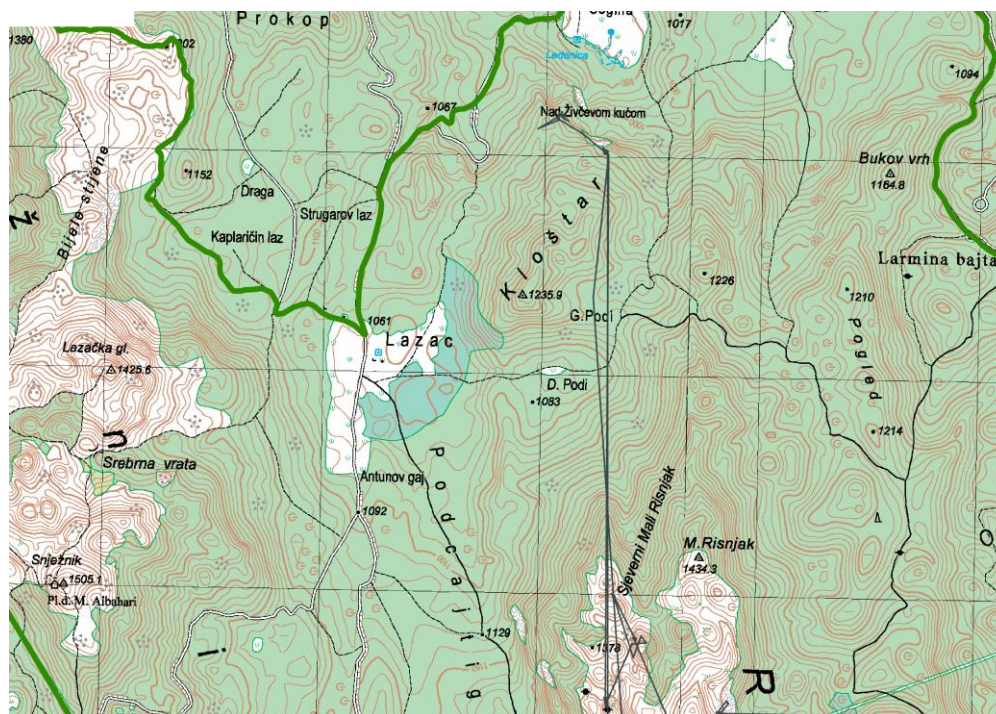 Prokop
1017
1380
Ledenica
1094
1067
Nad Živčevom kućom
Bukov vrh
1164.8
1152
Draga
Strugarov laz
Kaplaričin laz
Bijele stijene
Ž
Kloštar
Larmina bajta
1226
1235.9
1210
G.Podi
1061
Lazac
Pogled
Lazačka gl.
1425.6
D. Podi
1083
1214
n
Podcajtig
Srebrna vrata
Antunov gaj
1092
Sjeverni Mali Risnjak
M.Risnjak
1434.3
Snježnik
1505.1
Pl.d. M. Albahari
1129
1378
i
R